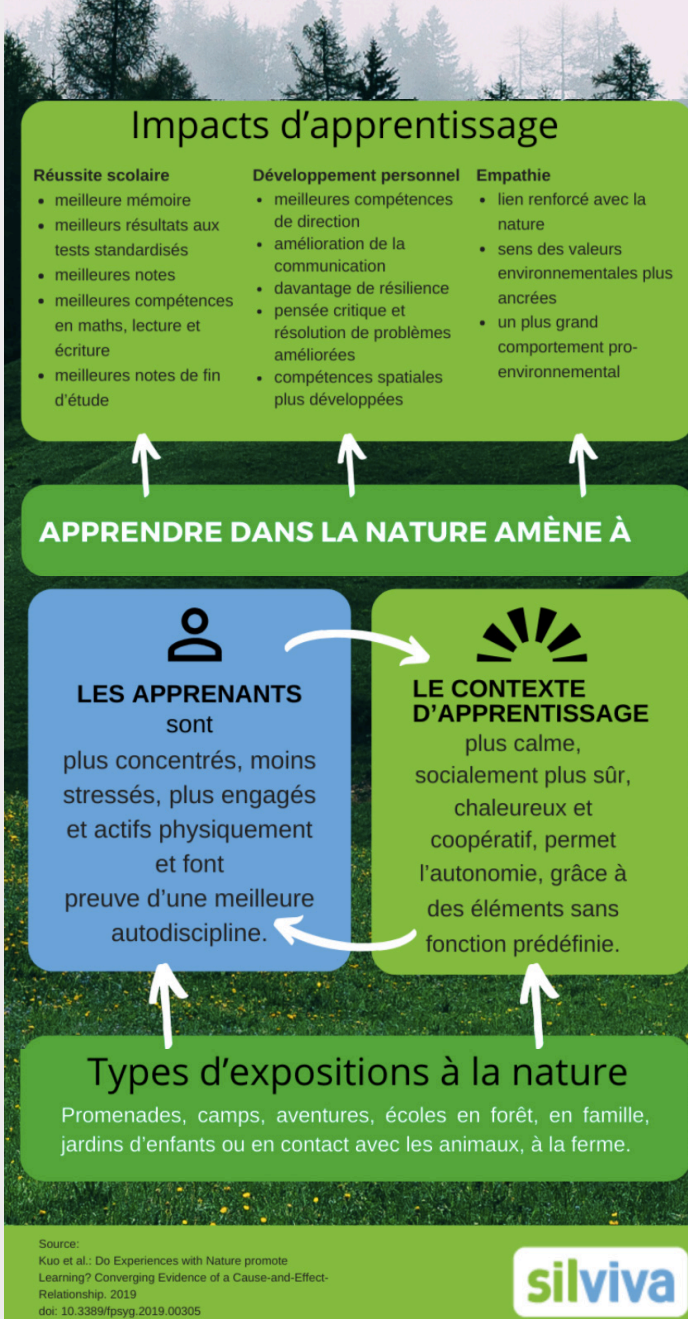 Impacts d'apprentissage
Réussite scolaire
• meilleure mémoire
• meilleurs résultats aux
tests standardisés
• meilleures notes
• meilleures compétences
en maths, lecture et
écriture
• meilleures notes de fin
d'étude
Développement personnel
• meilleures compétences
de direction
• amélioration de la
communication
• davantage de résilience
• pensée critique et
résolution de problèmes
améliorées
• compétences spatiales
plus développées
Empathie
• lien renforcé avec la
nature
• sens des valeurs
environnementales plus
ancrées
• un plus grand
comportement pro-
environnemental
APPRENDRE DANS LA NATURE AMÈNE À
LES APPRENANTS
sont
plus concentrés, moins
stressés, plus engagés
et actifs physiquement
et font
preuve d'une meilleure
autodiscipline.
LE CONTEXTE
D'APPRENTISSAGE
plus calme,
socialement plus sûr,
chaleureux et
coopératif, permet
l'autonomie, grâce à
des éléments sans
fonction prédéfinie.
Types d'expositions à la nature
Promenades, camps, aventures, écoles en forêt, en famille,
jardins d'enfants ou en contact avec les animaux, à la ferme.
Source:
Kuo et al.: Do Experiences with Nature promote
Learning? Converging Evidence of a Cause-and-Effect-
Relationship. 2019
doi: 10.3389/fpsyg.2019.00305
silviva